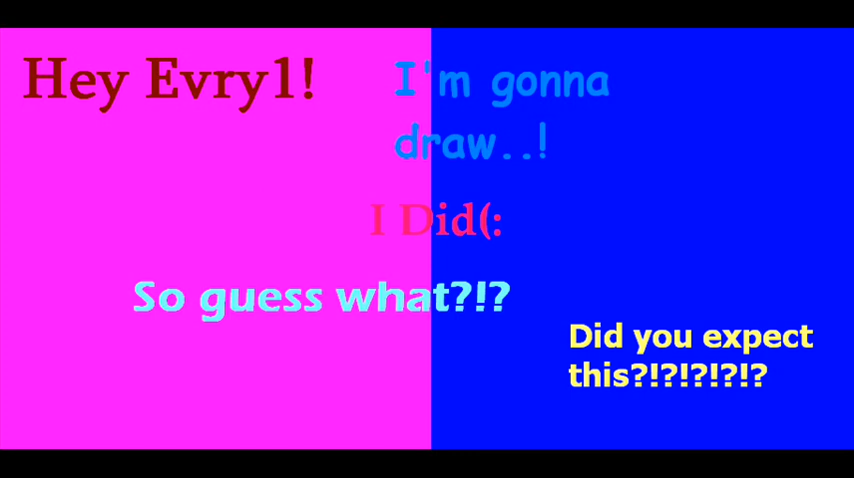 Hey Evry1!
I'm gonna
draw..!
I Did(:
So guess what?!?
Did you expect
this?!?!?!?!?